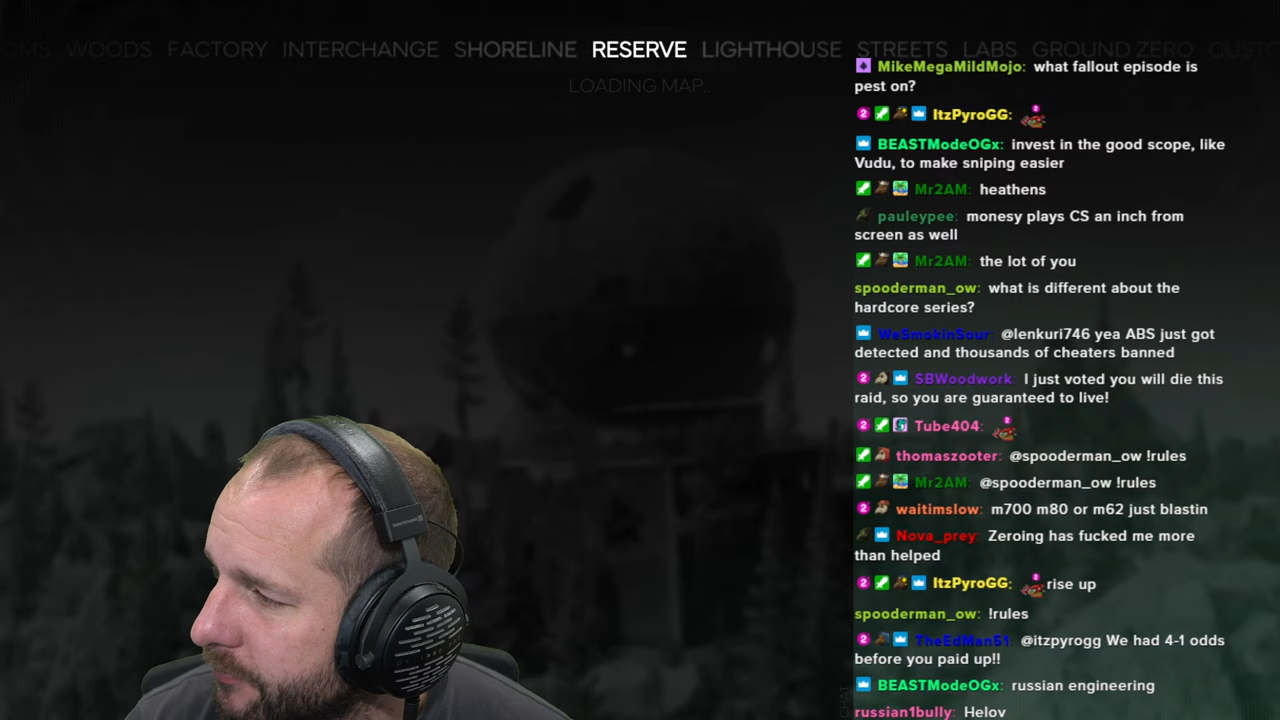 OMS WOODS FACTORY INTERCHANGE SHORELINE RESERVE LIGHTHOUSE STREETS LABS GROUND ZERO CUSTO
LOADING MAP..
MikeMegaMildMojo: what fallout episode is
pest on?
ItzPyroGG:
BEASTModeOGx: invest in the good scope, like
Vudu, to make sniping easier
Mr2AM: heathens
pauleypee: monesy plays CS an inch from
screen as well
Mr2AM: the lot of you
spooderman_ow: what is different about the
hardcore series?
WeSmokinSour: @lenkuri746 yea ABS just got
detected and thousands of cheaters banned
SBWoodwork: I just voted you will die this
raid, so you are guaranteed to live!
Tube404:
thomaszooter: @spooderman_ow !rules
Mr2AM: @spooderman_ow !rules
waitimslow: m700 m80 or m62 just blastin
Nova_prey: Zeroing has fucked me more
than helped
ItzPyroGG: rise up
spooderman_ow: !rules
TheEdMan51: @itzpyrogg We had 4-1 odds
before you paid up!!
BEASTModeOGx: russian engineering
russian1bully: Helov
CHAT